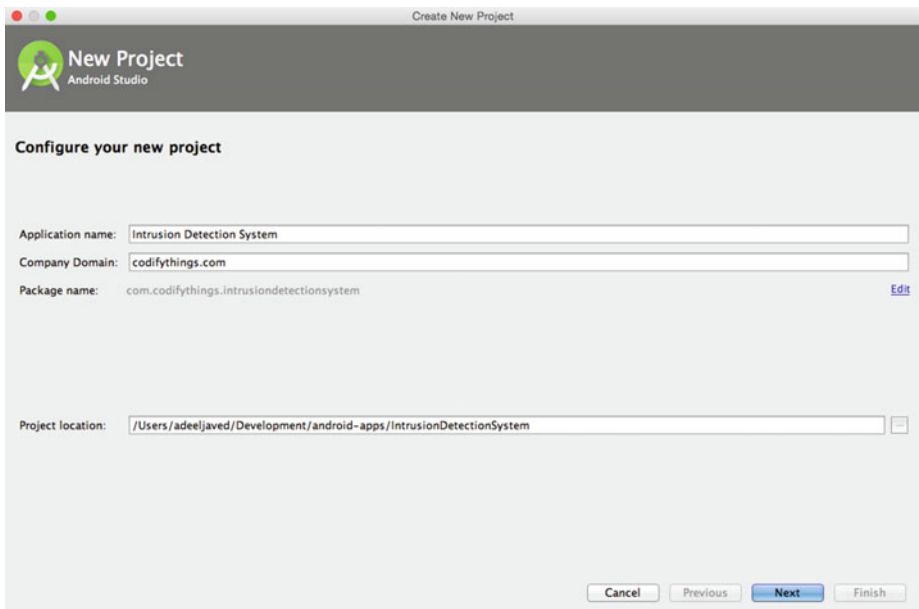 Create New Project
New Project
Android Studio
Configure your new project
Application name: Intrusion Detection System
Company Domain: codifythings.com
Package name: com.codifythings.intrusiondetectionsystem Edit
Project location: /Users/adeeljaved/Development/android-apps/IntrusionDetectionSystem
Cancel Previous Next Finish